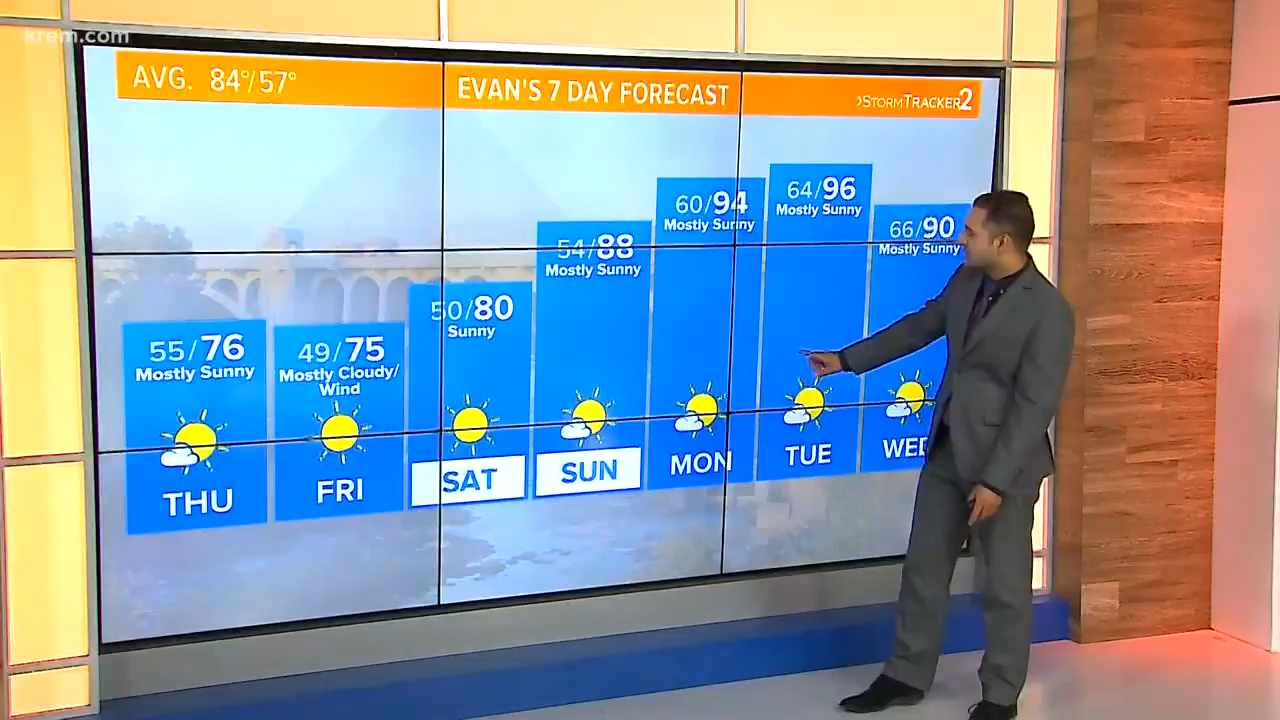 krem.com
AVG. 84°/57°
EVAN'S 7 DAY FORECAST
›STORMTRACKER2
55/76
Mostly Sunny
THU
49/75
Mostly Cloudy/
Wind
FRI
50/80
Sunny
SAT
54/88
Mostly Sunny
SUN
60/94
Mostly Sunny
MON
64/96
Mostly Sunny
TUE
66/90
Mostly Sunny
WED